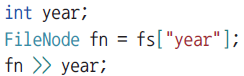 int year;
FileNode fn = fs["year"];
fn >> year;